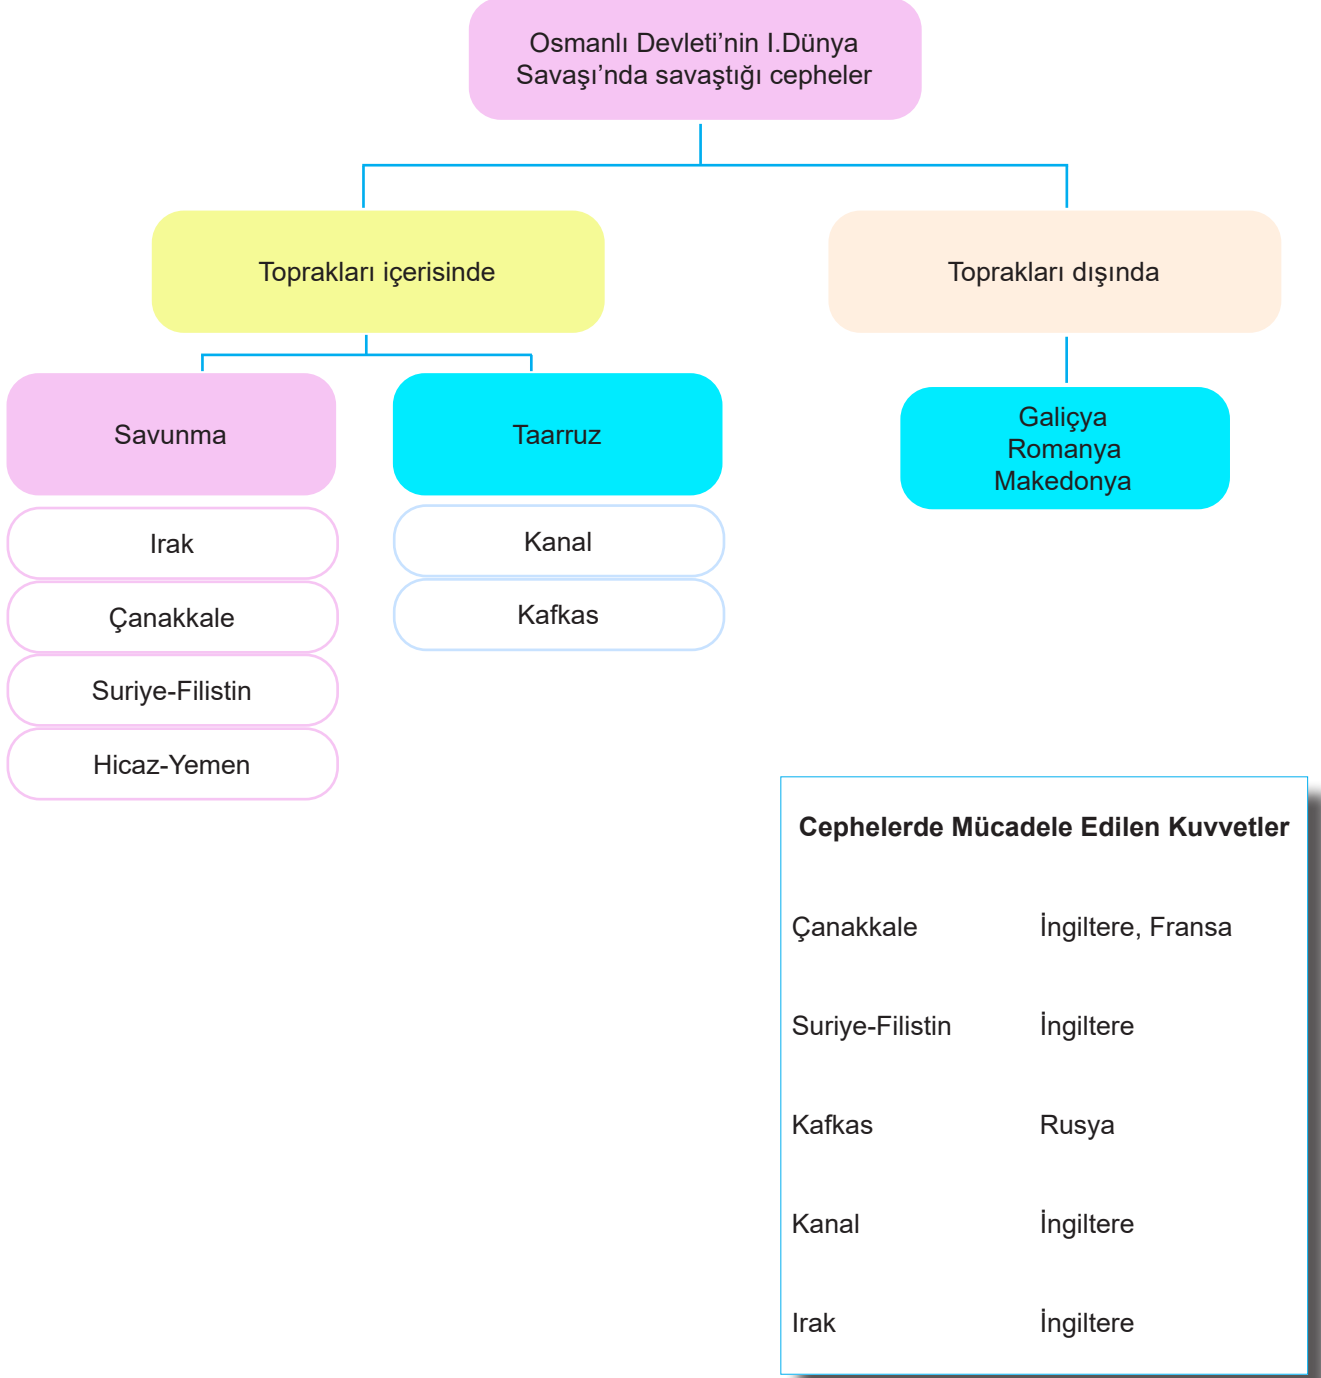 Osmanlı Devleti’nin I.Dünya
Savaşı’nda savaştığı cepheler
Toprakları içerisinde
Toprakları dışında
Savunma
Taarruz
Galiçya
Romanya
Makedonya
Irak
Çanakkale
Suriye-Filistin
Hicaz-Yemen
Kanal
Kafkas
Cephelerde Mücadele Edilen Kuvvetler
Çanakkale İngiltere, Fransa
Suriye-Filistin İngiltere
Kafkas Rusya
Kanal İngiltere
Irak İngiltere